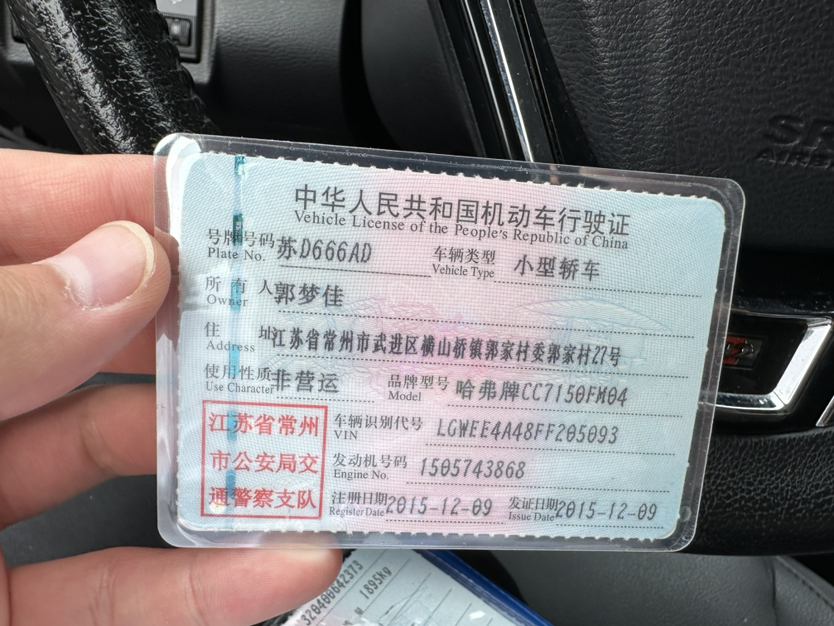 中华人民共和国机动车行驶证
Vehicle License of the People's Republic of China
号牌号码 苏D666AD 车辆类型 小型轿车
Plate No. Vehicle Type
所有人 郭梦佳
Owner
住址 江苏省常州市武进区横山桥镇郭家村委郭家村27号
Address
使用性质 非营运 品牌型号 哈弗牌CC7150FM04
Use Character Model
江苏省常州
市公安局交
通警察支队
车辆识别代号 LGWEE4A48FF205093
VIN
发动机号码 1505743868
Engine No.
注册日期 2015-12-09 发证日期 2015-12-09
Register Date Issue Date
320400642373
1895kg
SR
AIRB